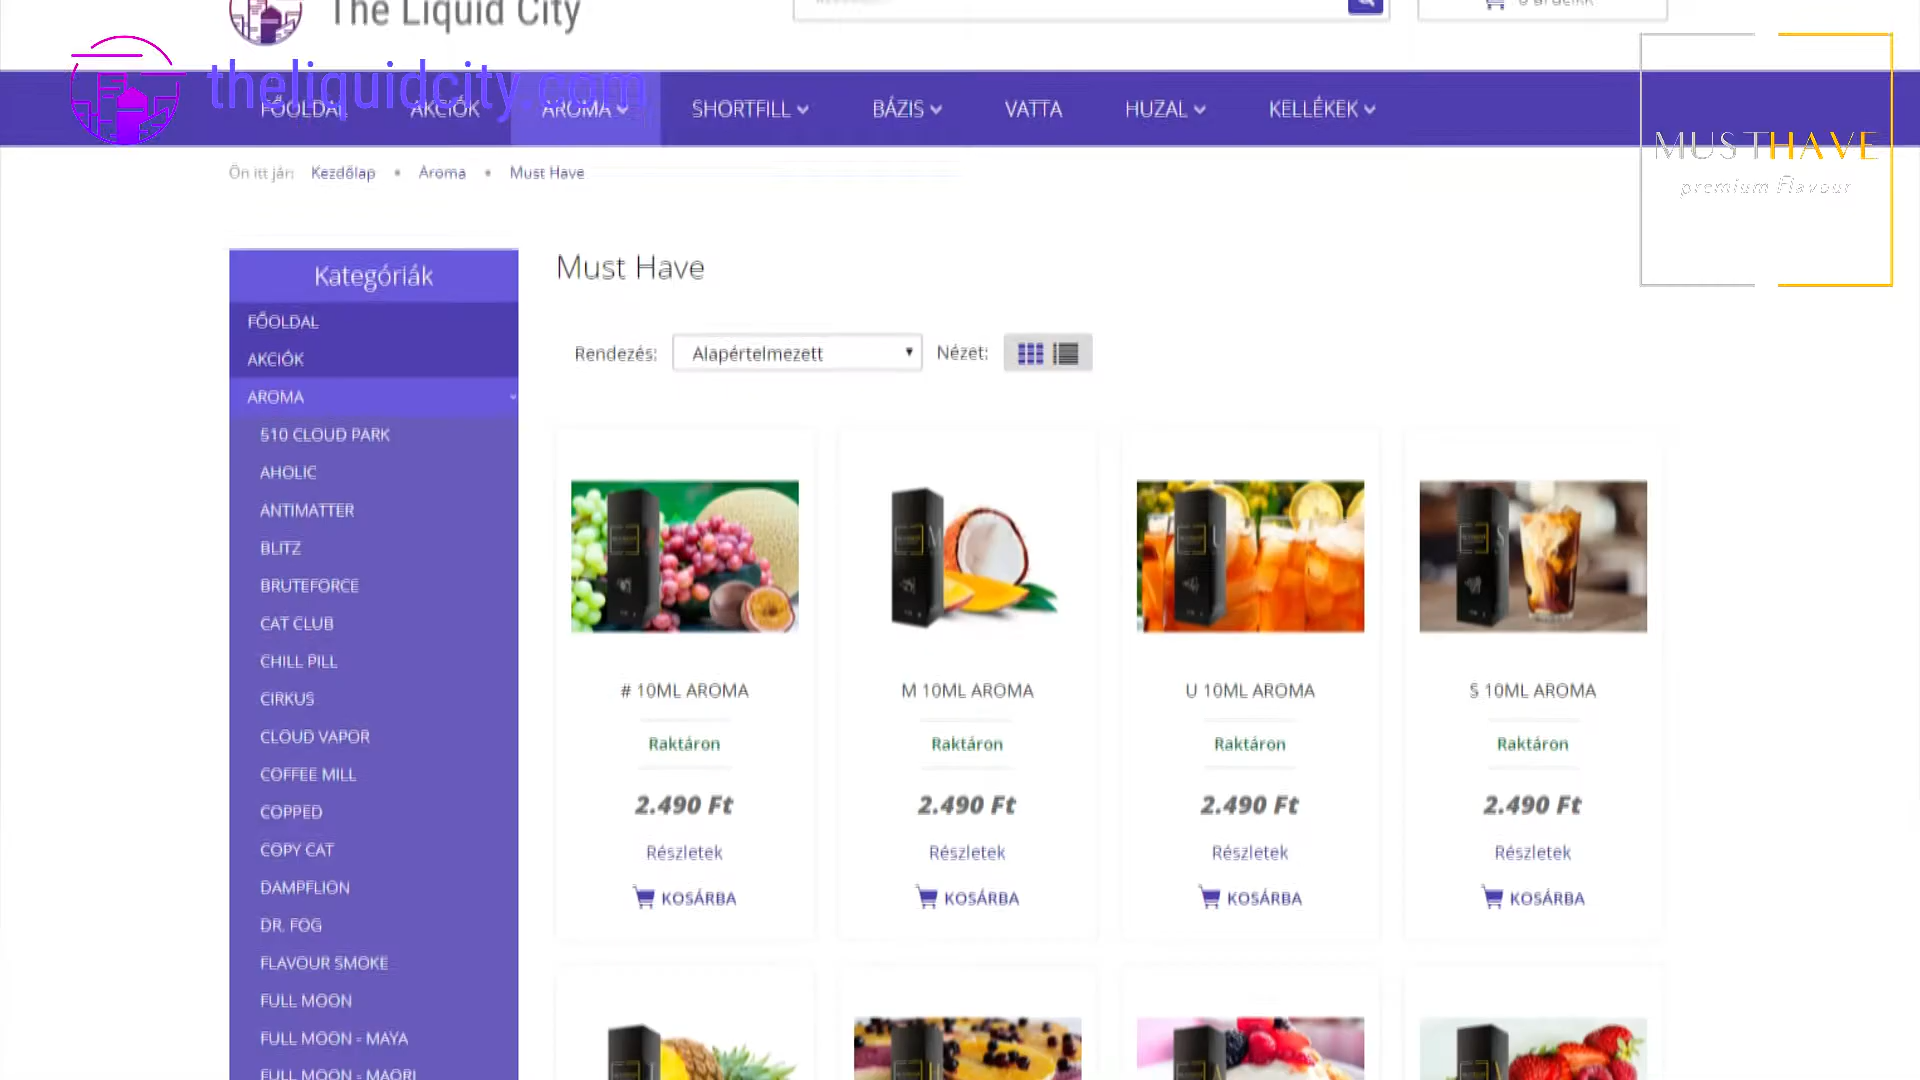 The Liquid City
theliquidcity.com
FŐOLDAL
AKCIÓK
AROMA
SHORTFILL
BÁZIS
VATTA
HUZAL
KELLÉKEK
MUSTHAVE
premium Flavour
Ön itt jár:
Kezdőlap
Aroma
Must Have
Kategóriák
FŐOLDAL
AKCIÓK
AROMA
510 CLOUD PARK
AHOLIC
ANTIMATTER
BLITZ
BRUTEFORCE
CAT CLUB
CHILL PILL
CIRKUS
CLOUD VAPOR
COFFEE MILL
COPPED
COPY CAT
DAMPFLION
DR. FOG
FLAVOUR SMOKE
FULL MOON
FULL MOON - MAYA
FULL MOON - MAORI
Must Have
Rendezés:
Alapértelmezett
Nézet:
# 10ML AROMA
Raktáron
2.490 Ft
Részletek
KOSÁRBA
M 10ML AROMA
Raktáron
2.490 Ft
Részletek
KOSÁRBA
U 10ML AROMA
Raktáron
2.490 Ft
Részletek
KOSÁRBA
S 10ML AROMA
Raktáron
2.490 Ft
Részletek
KOSÁRBA